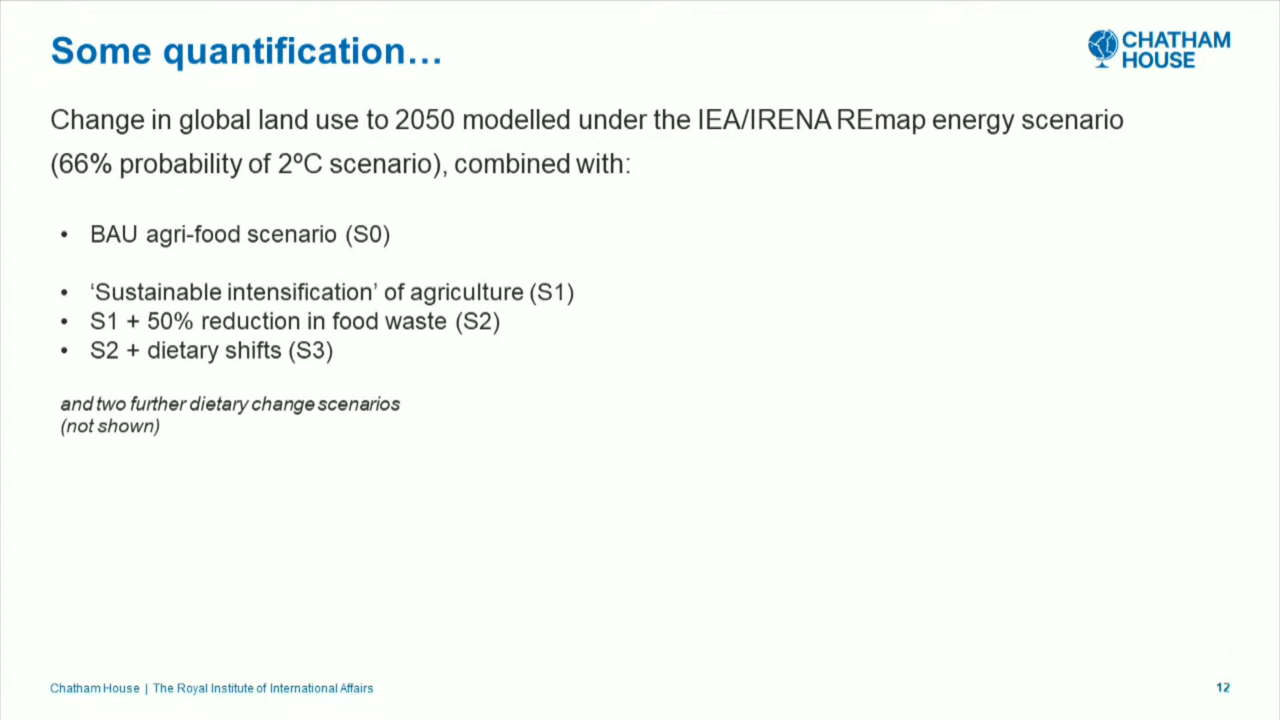 Some quantification…
CHATHAM
HOUSE
Change in global land use to 2050 modelled under the IEA/IRENA REmap energy scenario
(66% probability of 2ºC scenario), combined with:
• BAU agri-food scenario (S0)
• ‘Sustainable intensification’ of agriculture (S1)
• S1 + 50% reduction in food waste (S2)
• S2 + dietary shifts (S3)
and two further dietary change scenarios
(not shown)
Chatham House | The Royal Institute of International Affairs
12